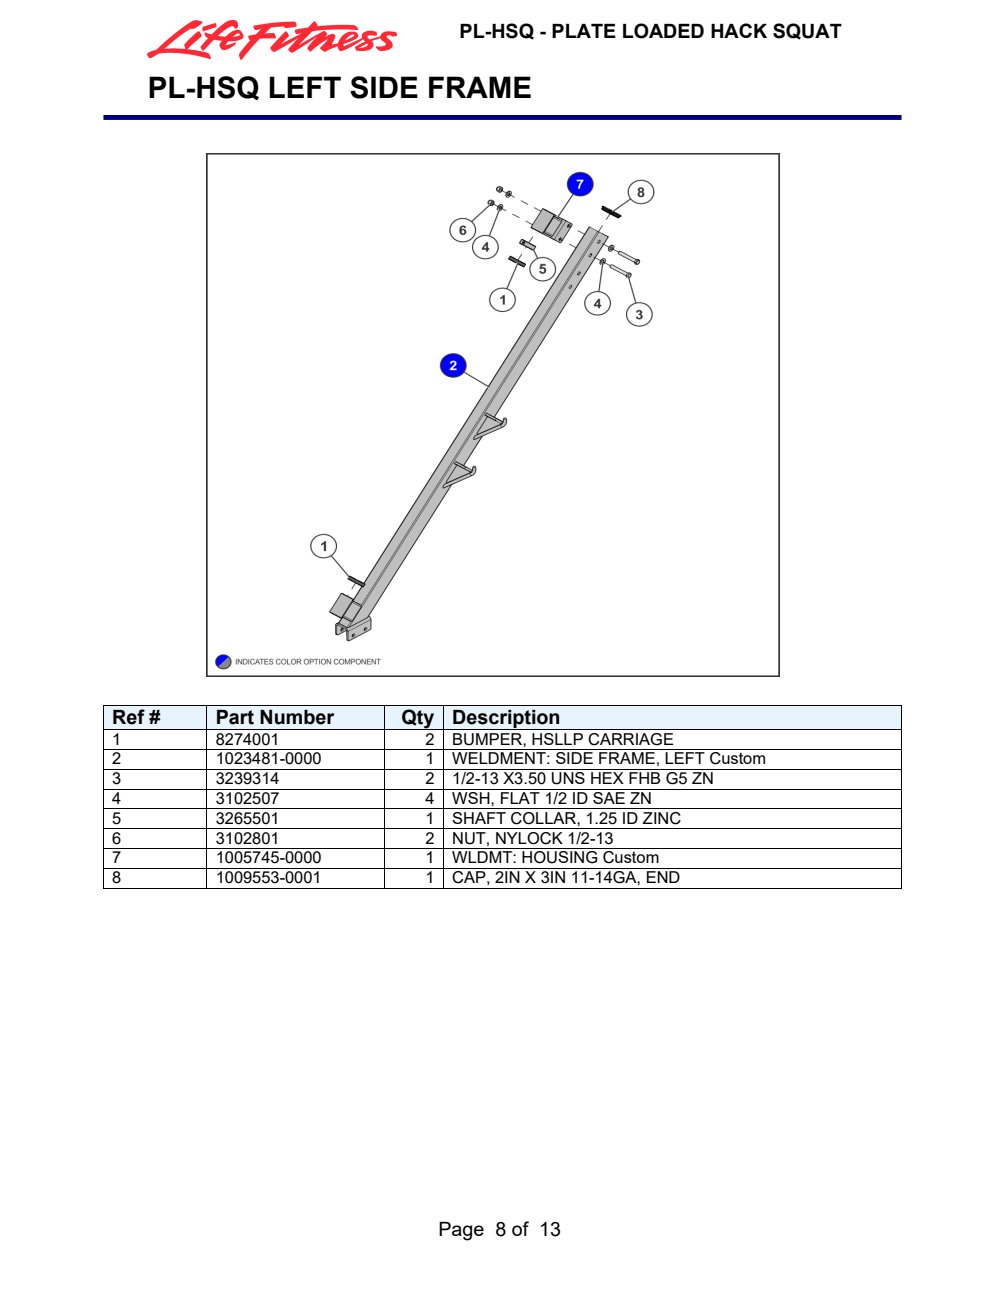 Life Fitness
PL-HSQ - PLATE LOADED HACK SQUAT
PL-HSQ LEFT SIDE FRAME
7
8
6
4
5
1
4
3
2
1
INDICATES COLOR OPTION COMPONENT
Ref # Part Number Qty Description
1 8274001 2 BUMPER, HSLLP CARRIAGE
2 1023481-0000 1 WELDMENT: SIDE FRAME, LEFT Custom
3 3239314 2 1/2-13 X3.50 UNS HEX FHB G5 ZN
4 3102507 4 WSH, FLAT 1/2 ID SAE ZN
5 3265501 1 SHAFT COLLAR, 1.25 ID ZINC
6 3102801 2 NUT, NYLOCK 1/2-13
7 1005745-0000 1 WLDMT: HOUSING Custom
8 1009553-0001 1 CAP, 2IN X 3IN 11-14GA, END
Page 8 of 13